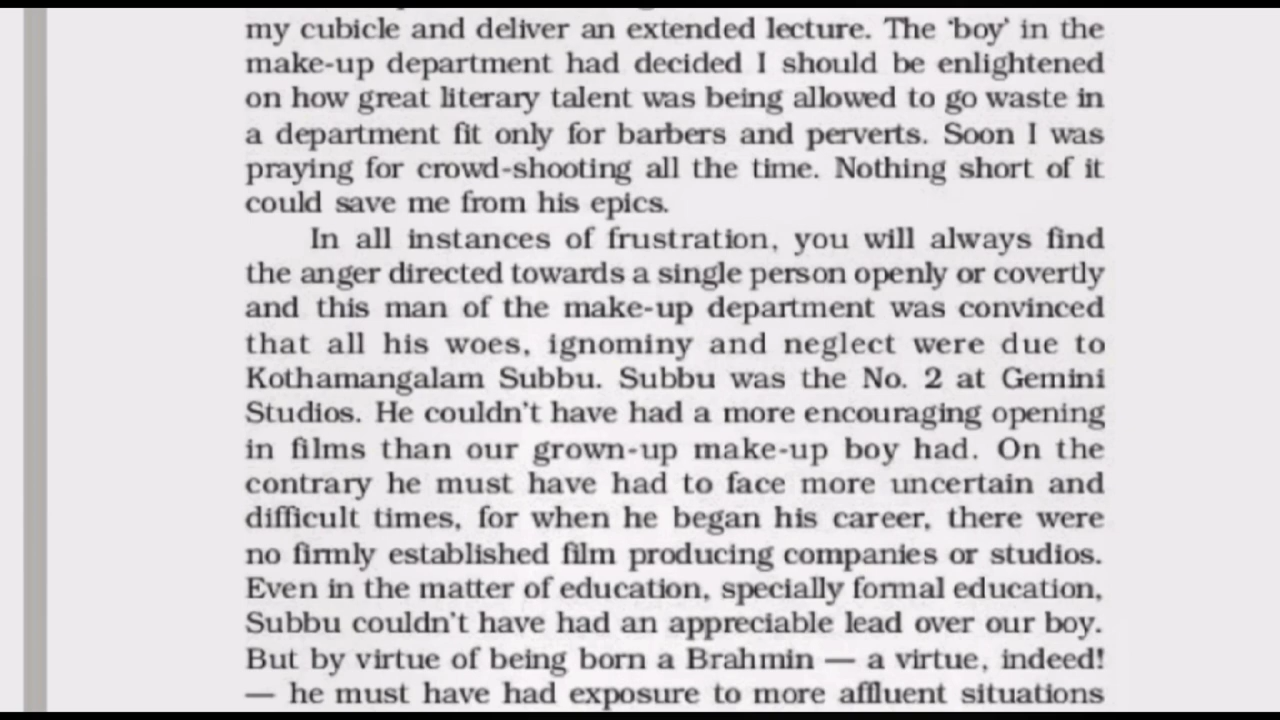 my cubicle and deliver an extended lecture. The ‘boy’ in the
make-up department had decided I should be enlightened
on how great literary talent was being allowed to go waste in
a department fit only for barbers and perverts. Soon I was
praying for crowd-shooting all the time. Nothing short of it
could save me from his epics.
In all instances of frustration, you will always find
the anger directed towards a single person openly or covertly
and this man of the make-up department was convinced
that all his woes, ignominy and neglect were due to
Kothamangalam Subbu. Subbu was the No. 2 at Gemini
Studios. He couldn’t have had a more encouraging opening
in films than our grown-up make-up boy had. On the
contrary he must have had to face more uncertain and
difficult times, for when he began his career, there were
no firmly established film producing companies or studios.
Even in the matter of education, specially formal education,
Subbu couldn’t have had an appreciable lead over our boy.
But by virtue of being born a Brahmin — a virtue, indeed!
— he must have had exposure to more affluent situations